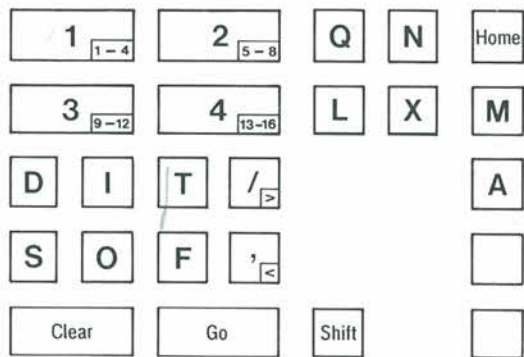 1 1 – 4 2 5 – 8 Q N Home
3 9 –12 4 13–16 L X M
D I T / > A
S O F , <
Clear Go Shift